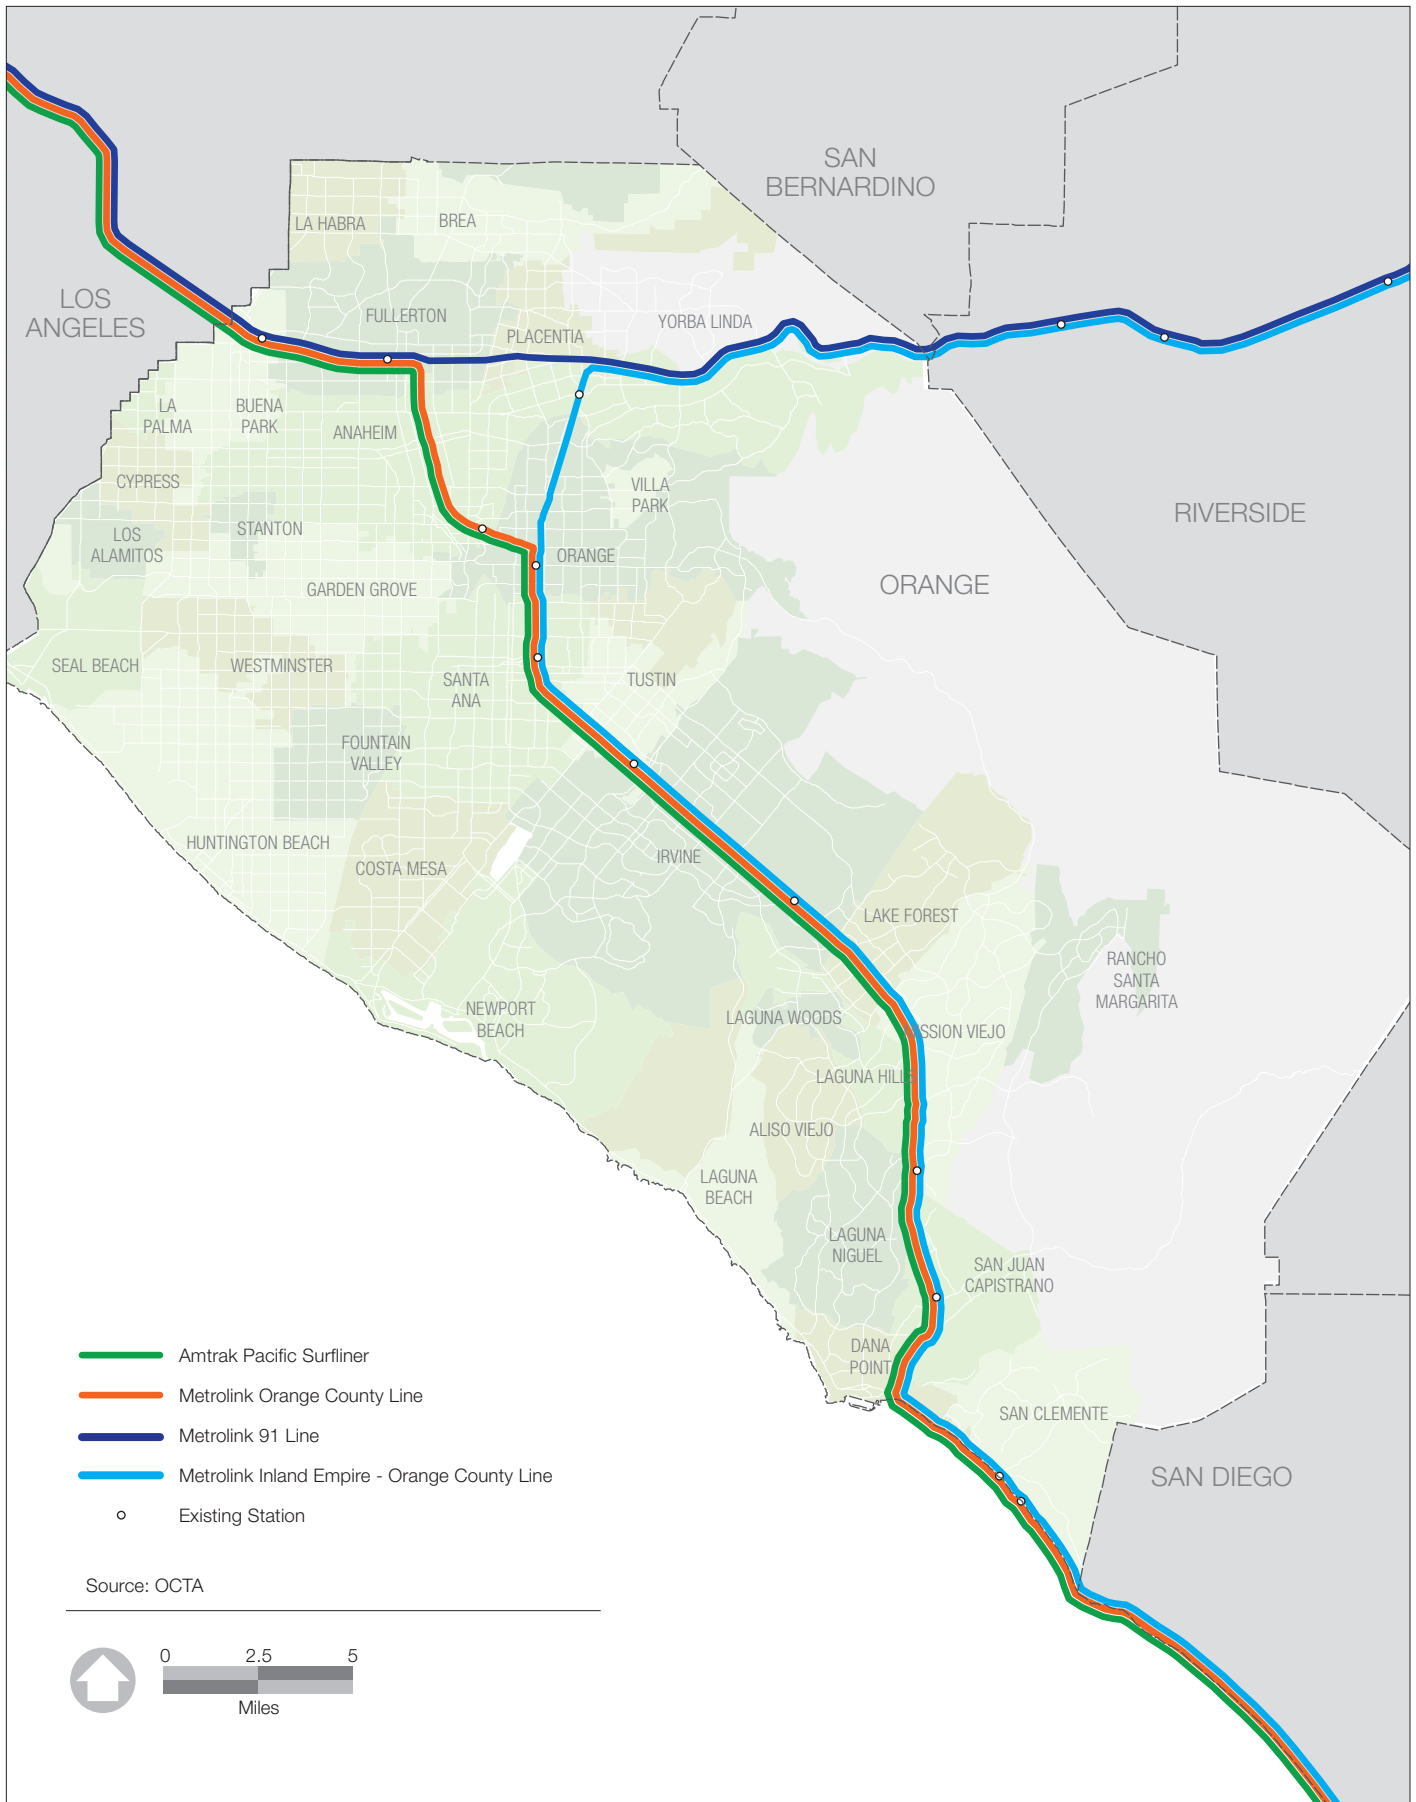 SAN
BERNARDINO
LA HABRA
BREA
LOS
ANGELES
FULLERTON
PLACENTIA
YORBA LINDA
LA
PALMA
BUENA
PARK
ANAHEIM
CYPRESS
VILLA
PARK
RIVERSIDE
LOS
ALAMITOS
STANTON
ORANGE
GARDEN GROVE
ORANGE
SEAL BEACH
WESTMINSTER
SANTA
ANA
TUSTIN
FOUNTAIN
VALLEY
HUNTINGTON BEACH
COSTA MESA
IRVINE
LAKE FOREST
RANCHO
SANTA
MARGARITA
NEWPORT
BEACH
LAGUNA WOODS
SSION VIEJO
LAGUNA HILLS
ALISO VIEJO
LAGUNA
BEACH
LAGUNA
NIGUEL
SAN JUAN
CAPISTRANO
DANA
POINT
SAN CLEMENTE
SAN DIEGO
Amtrak Pacific Surfliner
Metrolink Orange County Line
Metrolink 91 Line
Metrolink Inland Empire - Orange County Line
Existing Station
Source: OCTA
0 2.5 5
Miles